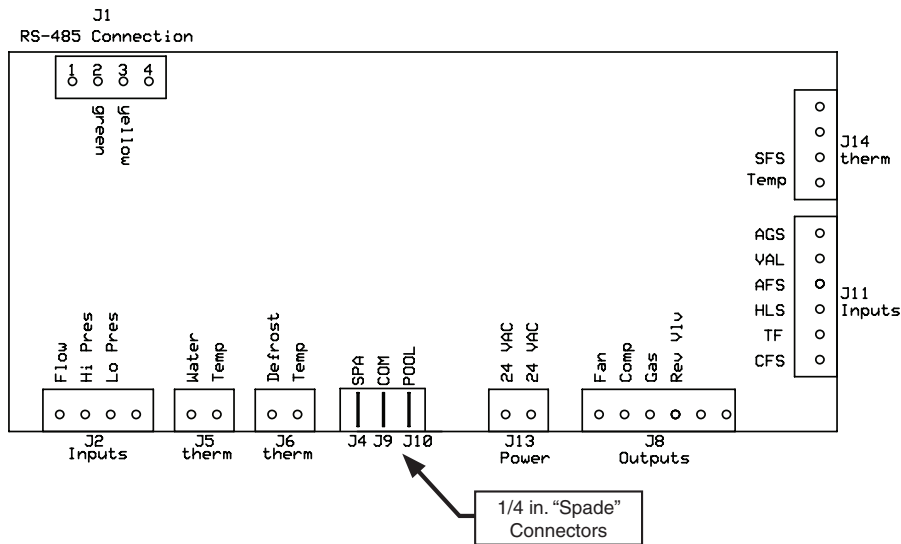 J1
RS-485 Connection
1 2 3 4
green
yellow
SFS
Temp
J14
therm
AGS
VAL
AFS
HLS
TF
CFS
J11
Inputs
Flow
Hi Pres
Lo Pres
Water
Temp
Defrost
Temp
SPA
COM
POOL
24 VAC
24 VAC
Fan
Comp
Gas
Rev Vlv
J2
Inputs
J5
therm
J6
therm
J4
J9
J10
J13
Power
J8
Outputs
1/4 in. “Spade”
Connectors